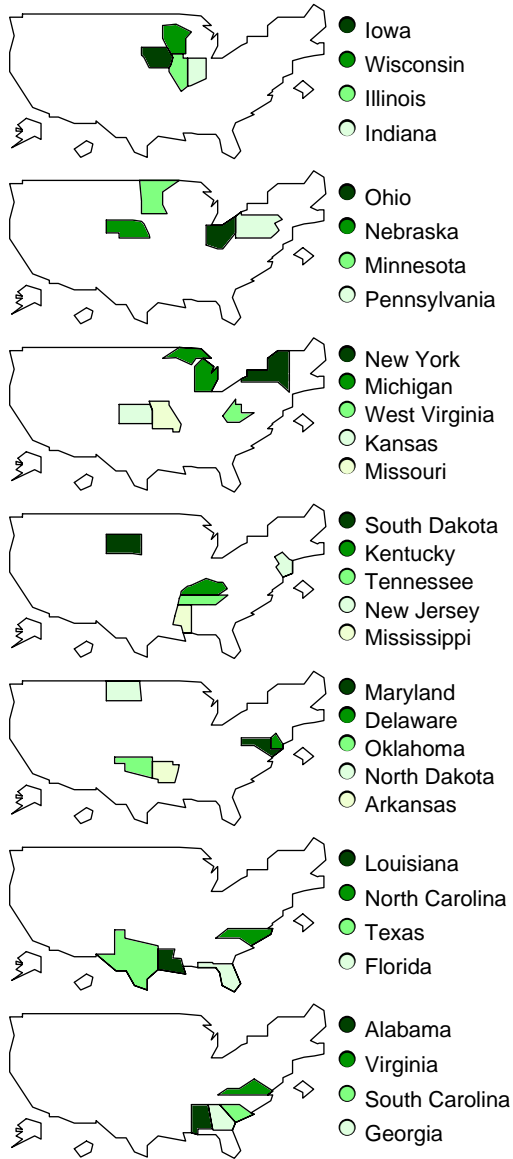 Iowa
Wisconsin
Illinois
Indiana
Ohio
Nebraska
Minnesota
Pennsylvania
New York
Michigan
West Virginia
Kansas
Missouri
South Dakota
Kentucky
Tennessee
New Jersey
Mississippi
Maryland
Delaware
Oklahoma
North Dakota
Arkansas
Louisiana
North Carolina
Texas
Florida
Alabama
Virginia
South Carolina
Georgia